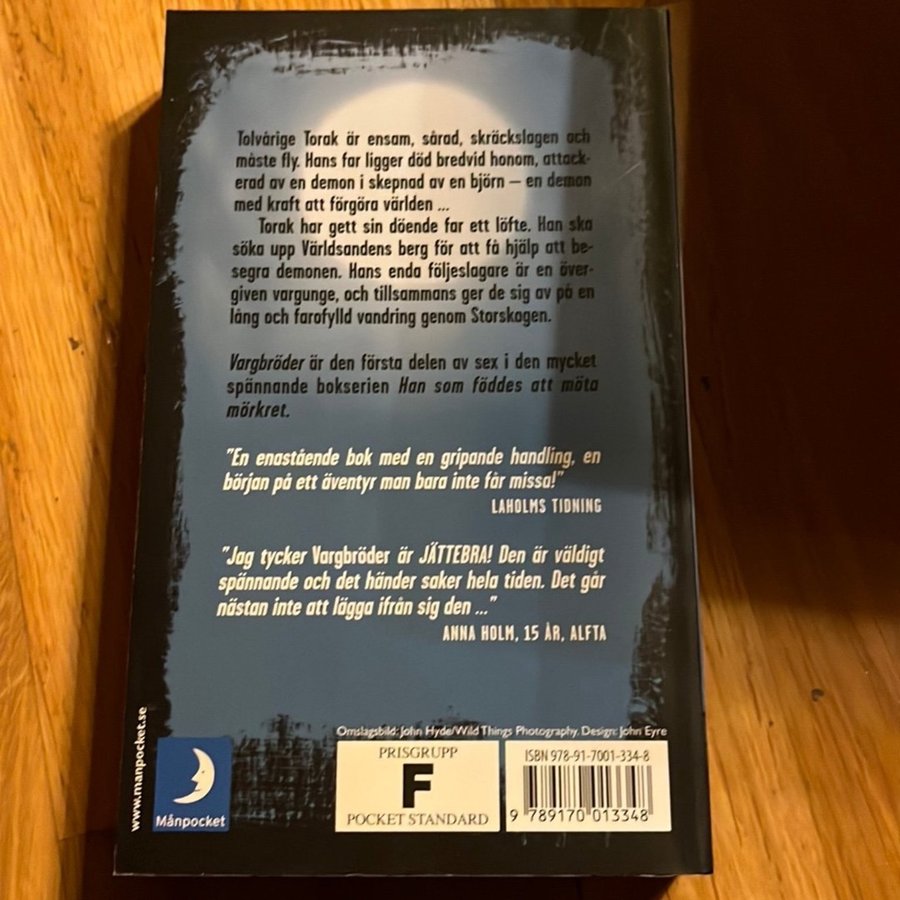 Tolvårige Torak är ensam, sårad, skräckslagen och
måste fly. Hans far ligger död bredvid honom, attack-
erad av en demon i skepnad av en björn – en demon
med kraft att förgöra världen ...
Torak har gett sin döende far ett löfte. Han ska
söka upp Världsandens berg för att få hjälp att be-
segra demonen. Hans enda följeslagare är en över-
given vargunge, och tillsammans ger de sig av på en
lång och farofylld vandring genom Storskogen.
Vargbröder är den första delen av sex i den mycket
spännande bokserien Han som föddes att möta
mörkret.
"En enastående bok med en gripande handling, en
början på ett äventyr man bara inte får missa!"
LAHOLMS TIDNING
"Jag tycker Vargbröder är JÄTTEBRA! Den är väldigt
spännande och det händer saker hela tiden. Det går
nästan inte att lägga ifrån sig den ..."
ANNA HOLM, 15 ÅR, ALFTA
Omslagsbild: John Hyde/Wild Things Photography. Design: John Eyre
www.manpocket.se
Månpocket
PRISGRUPP
F
POCKET STANDARD
ISBN 978-91-7001-334-8
9 789170 013348